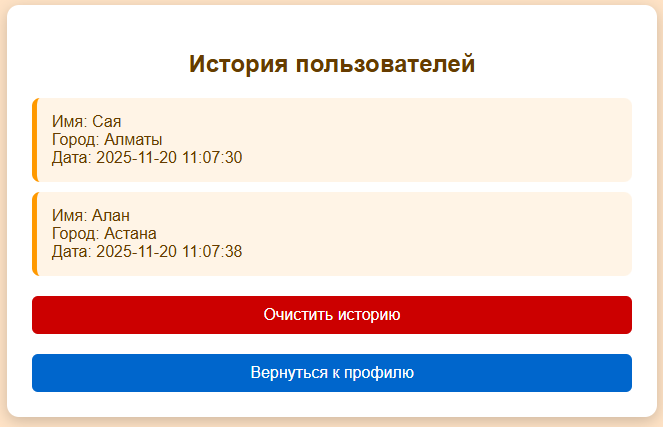 История пользователей
Имя: Сая
Город: Алматы
Дата: 2025-11-20 11:07:30
Имя: Алан
Город: Астана
Дата: 2025-11-20 11:07:38
Очистить историю
Вернуться к профилю